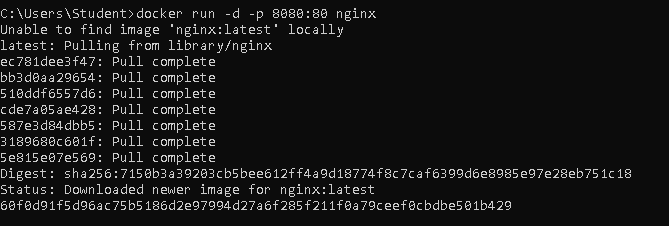 C:\Users\Student>docker run -d -p 8080:80 nginx
Unable to find image 'nginx:latest' locally
latest: Pulling from library/nginx
ec781dee3f47: Pull complete
bb3d0aa29654: Pull complete
510ddf6557d6: Pull complete
cde7a05ae428: Pull complete
587e3d84dbb5: Pull complete
3189680c601f: Pull complete
5e815e07e569: Pull complete
Digest: sha256:7150b3a39203cb5bee612ff4a9d18774f8c7caf6399d6e8985e97e28eb751c18
Status: Downloaded newer image for nginx:latest
60f0d91f5d96ac75b5186d2e97994d27a6f285f211f0a79ceef0cbdbe501b429